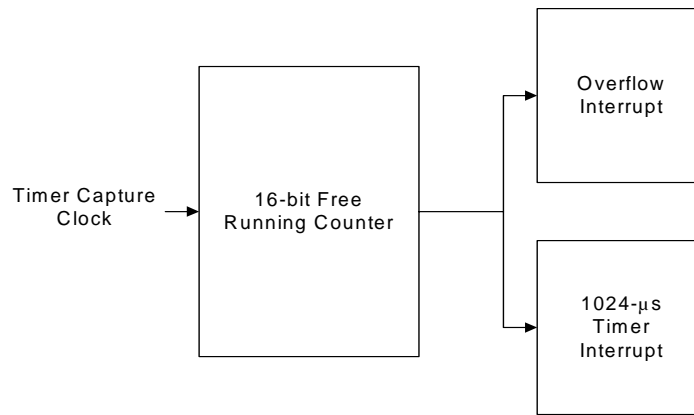 Overflow
Interrupt
Timer Capture
Clock
16-bit Free
Running Counter
1024-μs
Timer
Interrupt